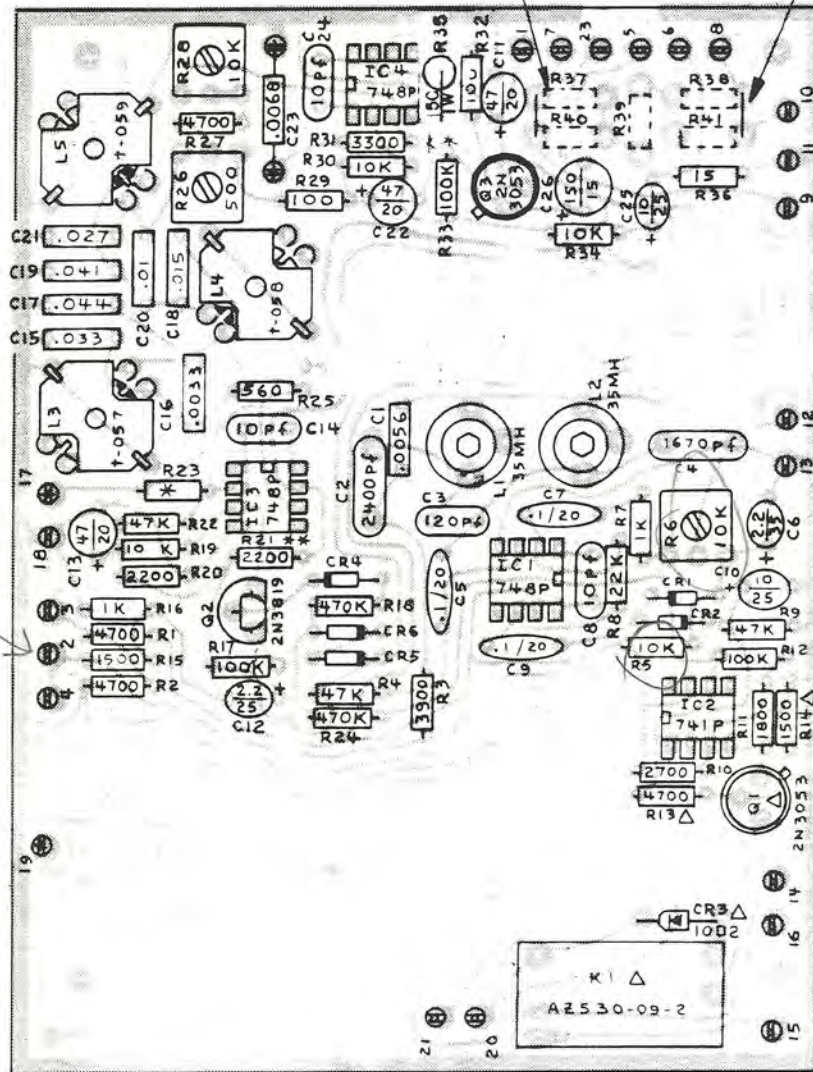 R28
10K
C24
10pf
IC4
748P
R35
R32
C11
47
20
1
7
23
5
6
8
L5
T-059
4700
R27
.0068
C23
R31 3300
R30 10K
R37
R40
R39
R38
R41
10
11
R26
500
R29
100
47
20
C22
100K
R33
Q3
2N
3053
C26
150
15
C25
10
25
15
R36
9
10K
R34
C21 .027
C19 .041
C17 .044
C15 .033
.01
C20
.015
C18
L4
T-058
L3
T-057
C16
.0033
560
R25
10pf C14
C1
.0056
C2
2400pf
L1
35MH
L2
35MH
1670pf
C4
12
13
17
R23
*
IC3
748P
C3
120pf
C7
.1/20
R7
1K
R6
10K
2.2
35
C6
18
47
20
C13
47K R22
10 K R19
2200 R20
R21 **
2200
CR4
470K R18
CR6
CR5
C5
.1/20
IC1
748P
10pf
C8
22K
R8
CR1
CR2
C10
10
25
3
2
4
1K R16
4700 R1
1500 R15
4700 R2
Q2
2N3819
R17
100K
2.2
25
C12
47K R4
470K
R24
3900
R3
.1/20
C9
10K
R5
R9
47K
R12
100K
IC2
741P
R11
1800
1500
R14 △
2700 R10
4700
R13 △
Q1 △
2N3053
19
14
CR3 △
10D2
16
K1 △
AZ530-09-2
21
20
15